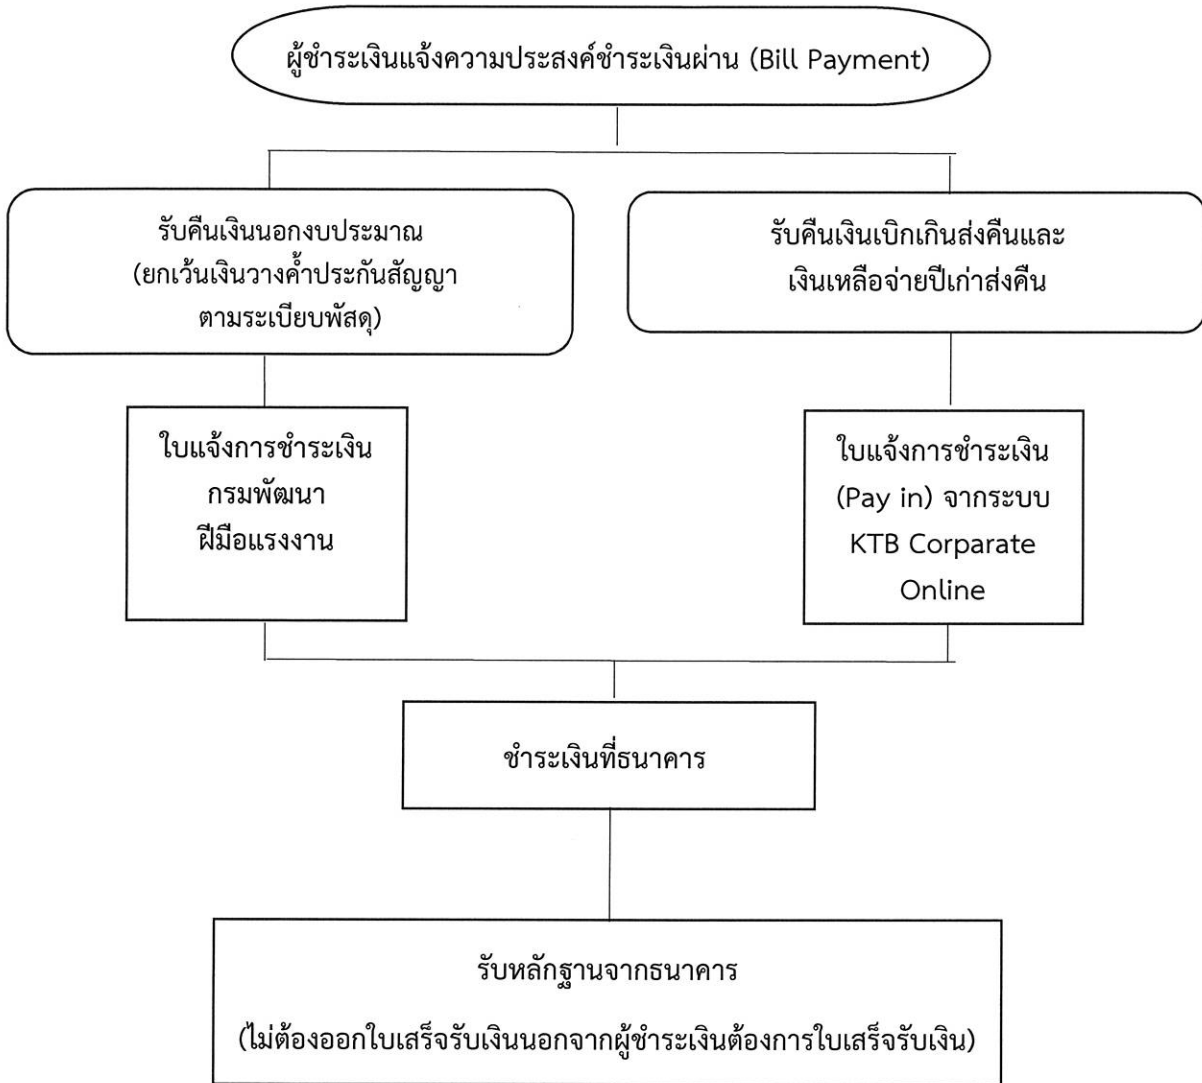 ผู้ชำระเงินแจ้งความประสงค์ชำระเงินผ่าน (Bill Payment)
รับคืนเงินนอกงบประมาณ
(ยกเว้นเงินวางค้ำประกันสัญญา
ตามระเบียบพัสดุ)
รับคืนเงินเบิกเกินส่งคืนและ
เงินเหลือจ่ายปีเก่าส่งคืน
ใบแจ้งการชำระเงิน
กรมพัฒนา
ฝีมือแรงงาน
ใบแจ้งการชำระเงิน
(Pay in) จากระบบ
KTB Corparate
Online
ชำระเงินที่ธนาคาร
รับหลักฐานจากธนาคาร
(ไม่ต้องออกใบเสร็จรับเงินนอกจากผู้ชำระเงินต้องการใบเสร็จรับเงิน)